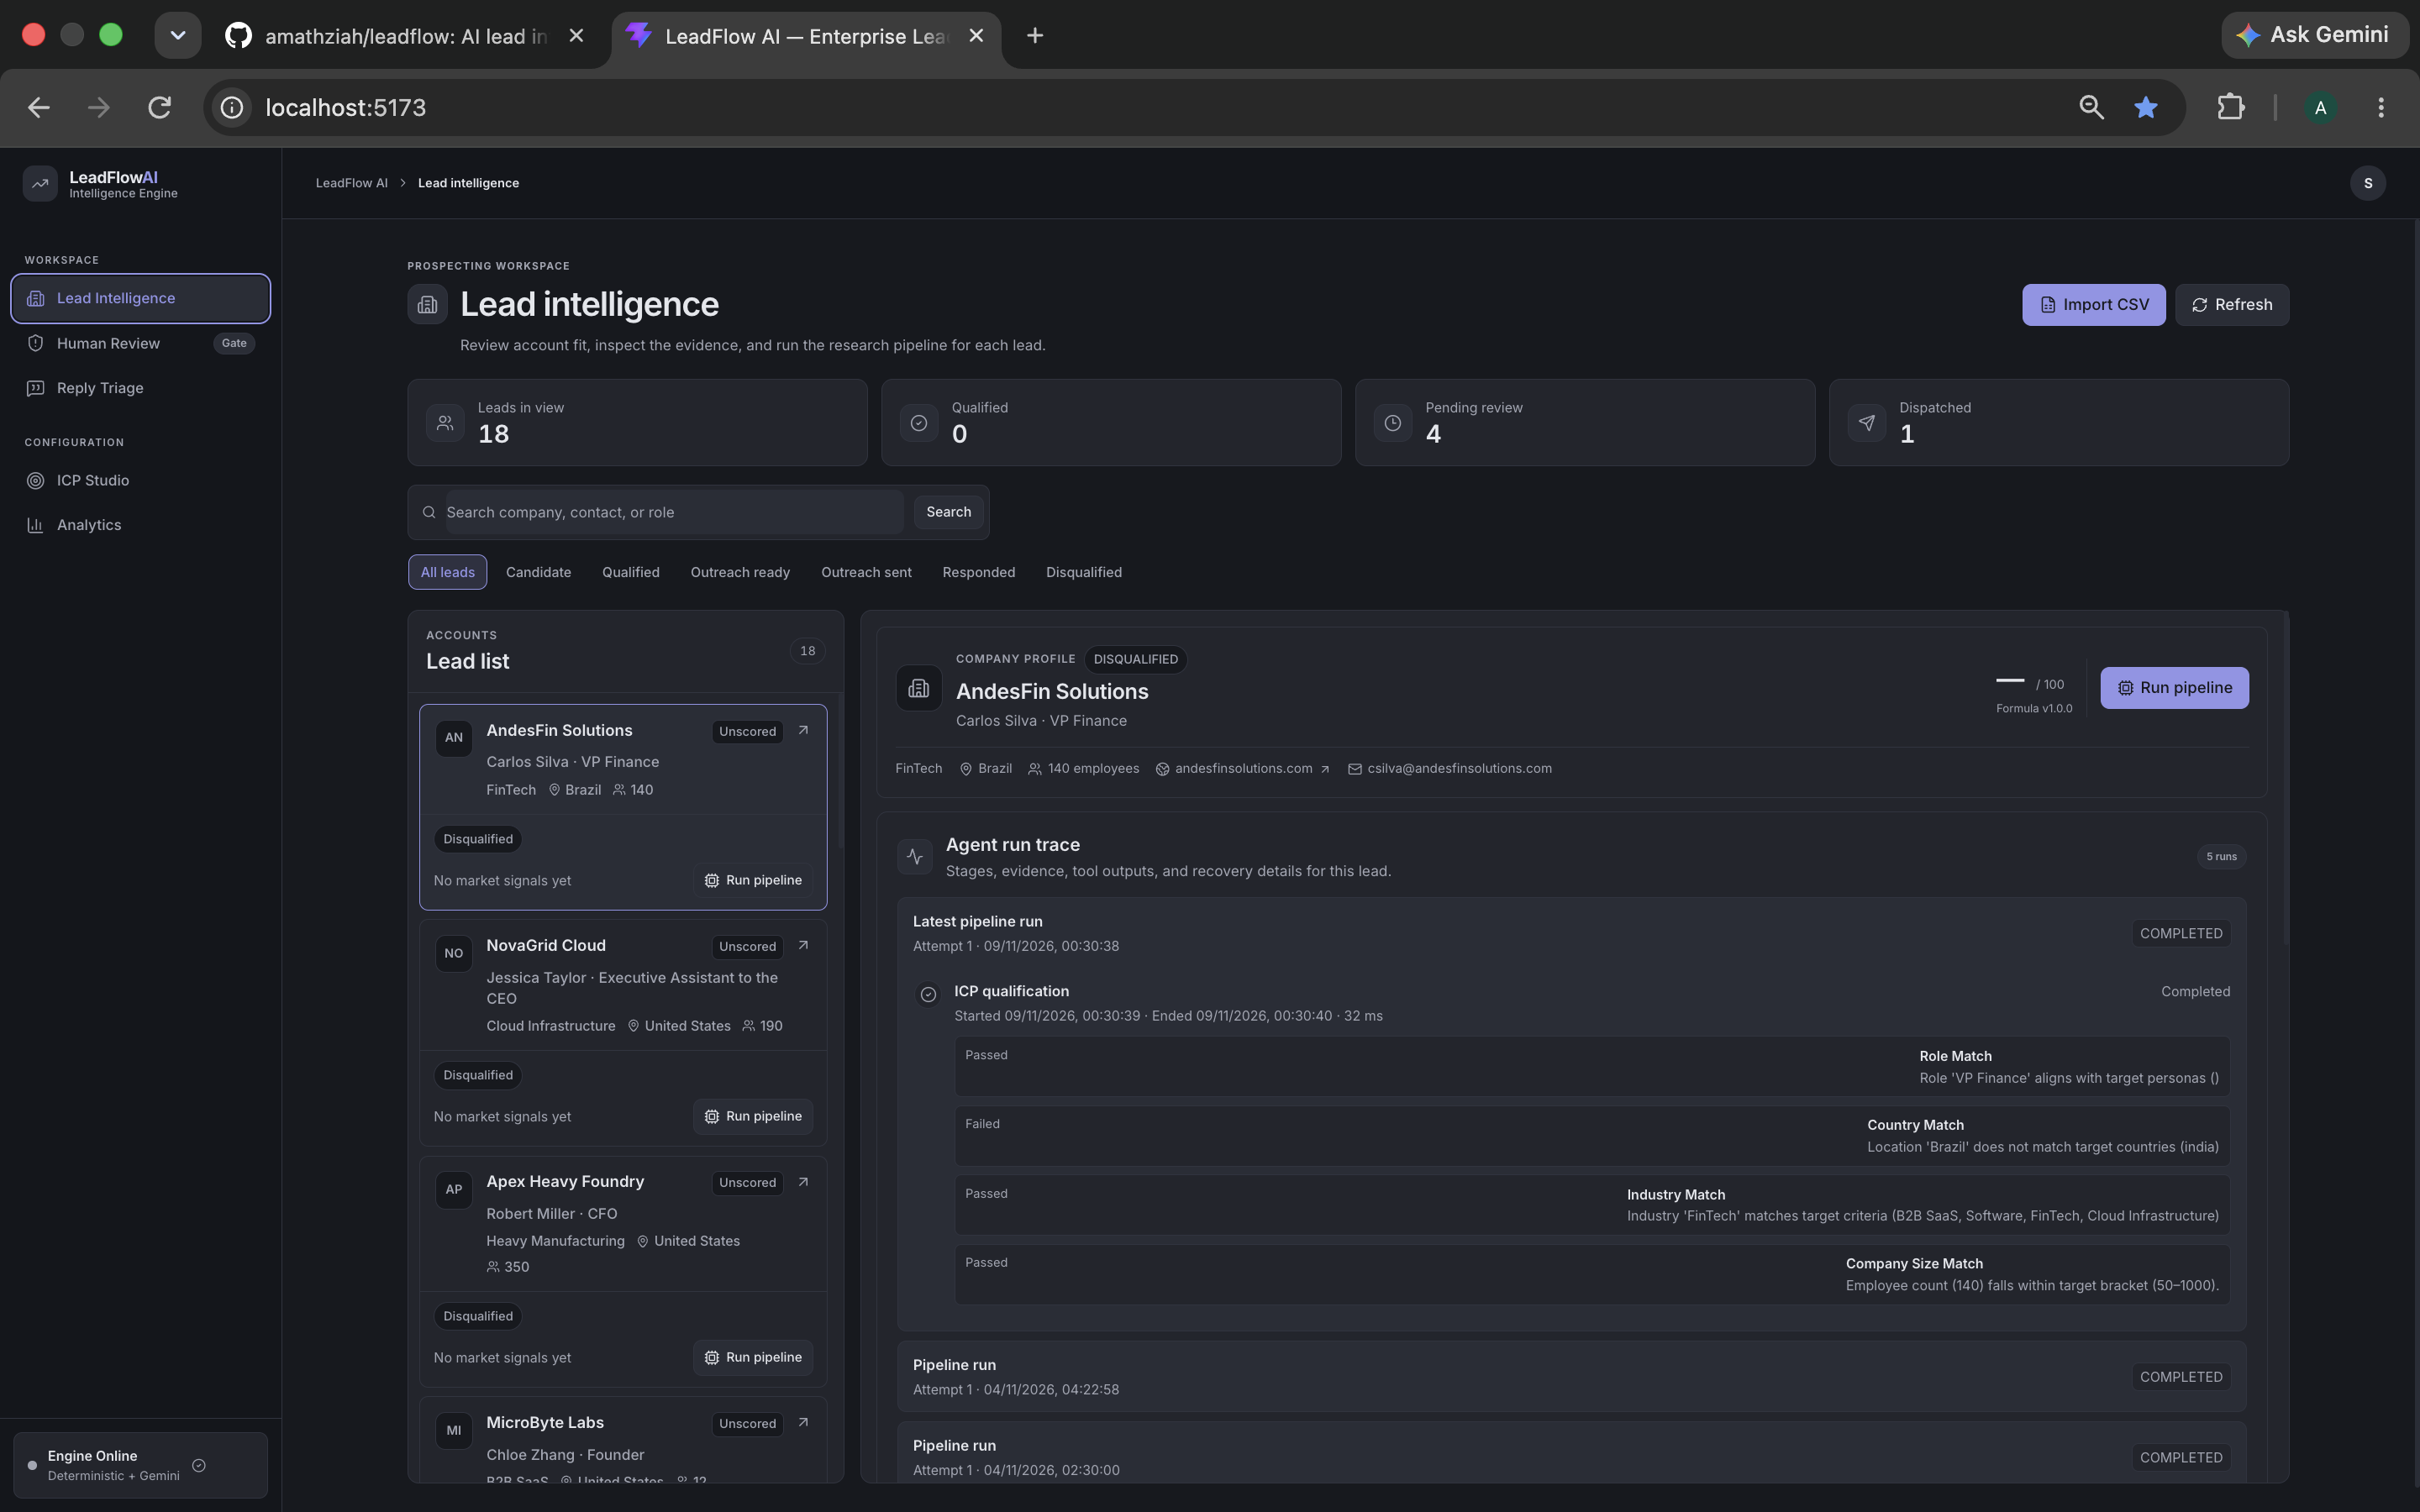 amathziah/leadflow: AI lead in
LeadFlow AI — Enterprise Lea
Ask Gemini
localhost:5173
A
LeadFlowAI
Intelligence Engine
WORKSPACE
Lead Intelligence
Human Review
Gate
Reply Triage
CONFIGURATION
ICP Studio
Analytics
Engine Online
Deterministic + Gemini
LeadFlow AI > Lead intelligence
S
PROSPECTING WORKSPACE
Lead intelligence
Review account fit, inspect the evidence, and run the research pipeline for each lead.
Import CSV
Refresh
Leads in view
18
Qualified
0
Pending review
4
Dispatched
1
Search company, contact, or role
Search
All leads
Candidate
Qualified
Outreach ready
Outreach sent
Responded
Disqualified
ACCOUNTS
Lead list
18
AN
AndesFin Solutions
Unscored
Carlos Silva · VP Finance
FinTech Brazil 140
Disqualified
No market signals yet
Run pipeline
NO
NovaGrid Cloud
Unscored
Jessica Taylor · Executive Assistant to the
CEO
Cloud Infrastructure United States 190
Disqualified
No market signals yet
Run pipeline
AP
Apex Heavy Foundry
Unscored
Robert Miller · CFO
Heavy Manufacturing United States
350
Disqualified
No market signals yet
Run pipeline
MI
MicroByte Labs
Unscored
Chloe Zhang · Founder
B2B SaaS United States 12
COMPANY PROFILE
DISQUALIFIED
AndesFin Solutions
Carlos Silva · VP Finance
— / 100
Formula v1.0.0
Run pipeline
FinTech Brazil 140 employees andesfinsolutions.com csilva@andesfinsolutions.com
Agent run trace
Stages, evidence, tool outputs, and recovery details for this lead.
5 runs
Latest pipeline run
Attempt 1 · 09/11/2026, 00:30:38
COMPLETED
ICP qualification
Completed
Started 09/11/2026, 00:30:39 · Ended 09/11/2026, 00:30:40 · 32 ms
Passed
Role Match
Role 'VP Finance' aligns with target personas ()
Failed
Country Match
Location 'Brazil' does not match target countries (india)
Passed
Industry Match
Industry 'FinTech' matches target criteria (B2B SaaS, Software, FinTech, Cloud Infrastructure)
Passed
Company Size Match
Employee count (140) falls within target bracket (50–1000).
Pipeline run
Attempt 1 · 04/11/2026, 04:22:58
COMPLETED
Pipeline run
Attempt 1 · 04/11/2026, 02:30:00
COMPLETED